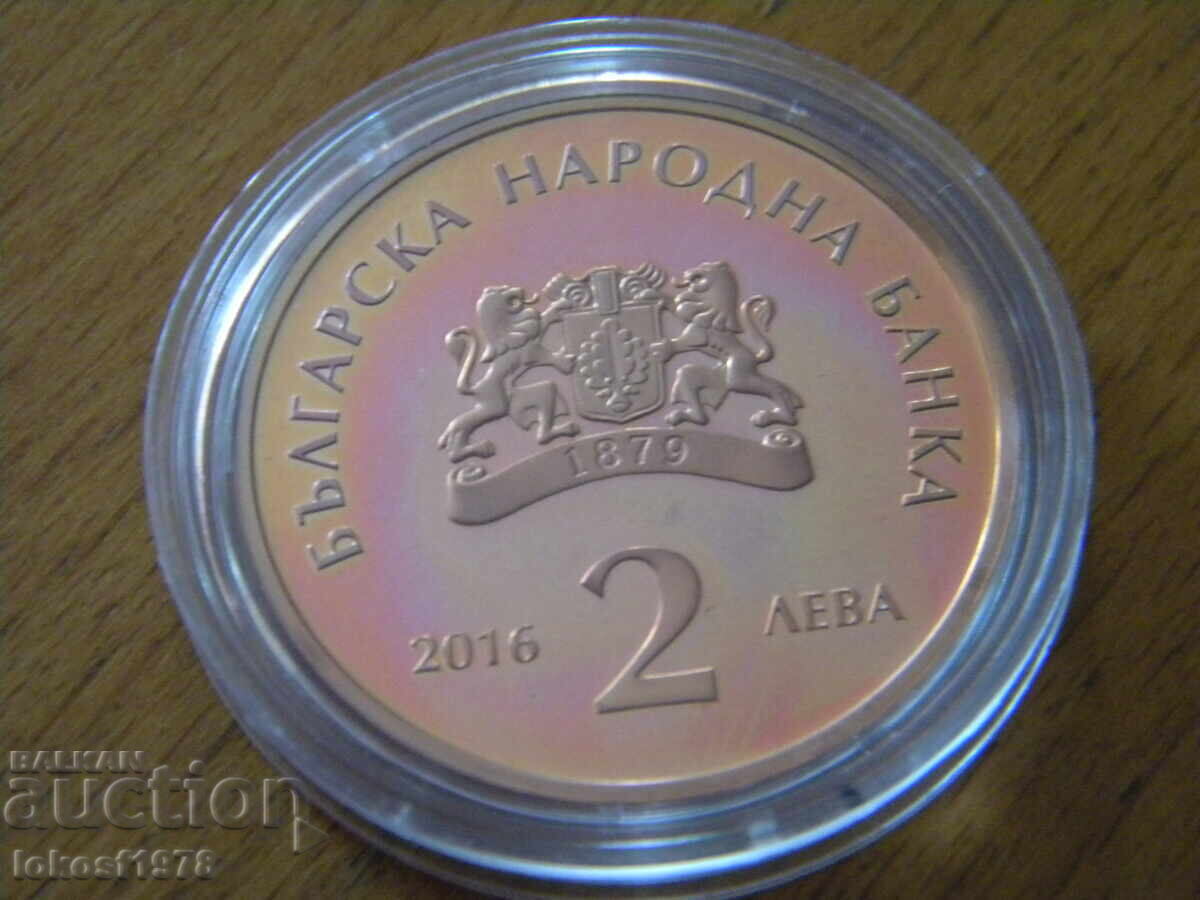 БЪЛГАРСКА НАРОДНА БАНКА
1879
2016 2 ЛЕВА
BALKAN
auction
lokosf1978